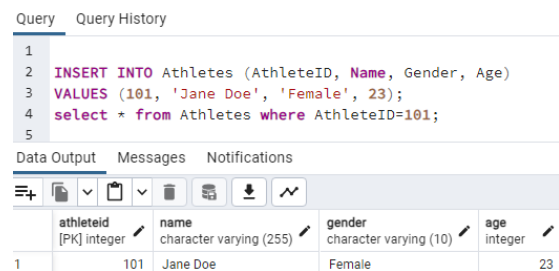 Query Query History
1
2 INSERT INTO Athletes (AthleteID, Name, Gender, Age)
3 VALUES (101, 'Jane Doe', 'Female', 23);
4 select * from Athletes where AthleteID=101;
5
Data Output Messages Notifications
athleteid name gender age
[PK] integer character varying (255) character varying (10) integer
1 101 Jane Doe Female 23